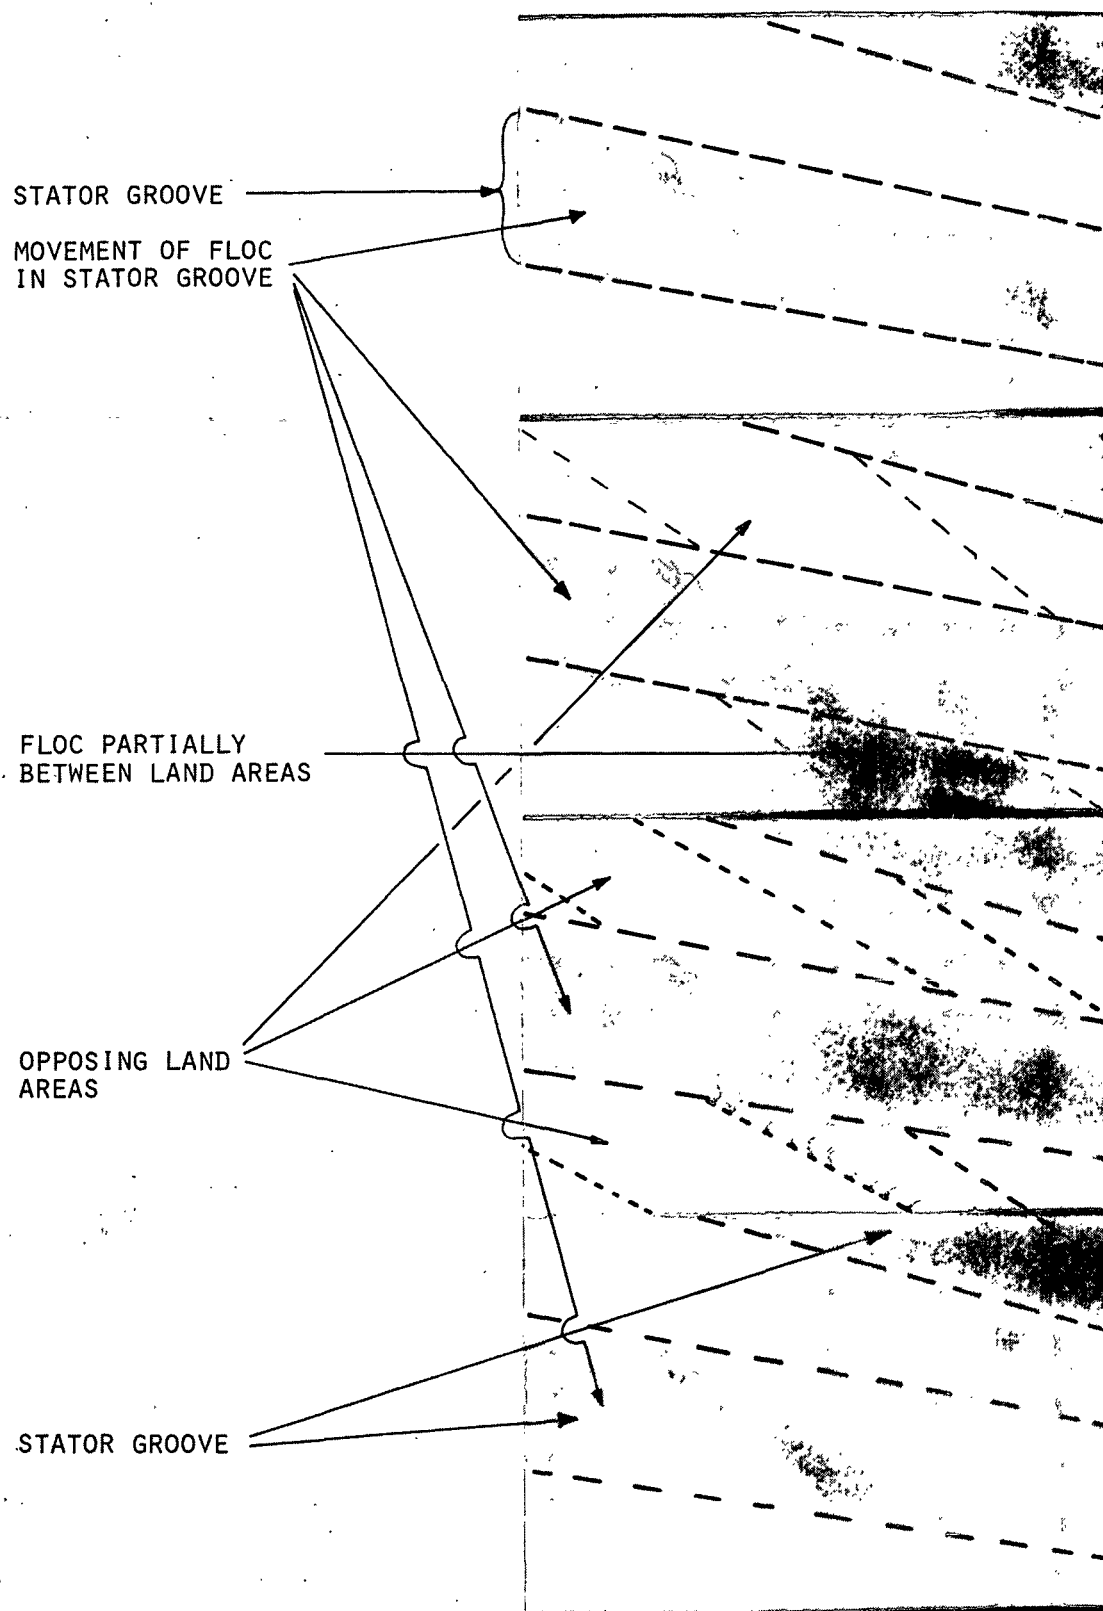 STATOR GROOVE
MOVEMENT OF FLOC
IN STATOR GROOVE
FLOC PARTIALLY
BETWEEN LAND AREAS
OPPOSING LAND
AREAS
STATOR GROOVE